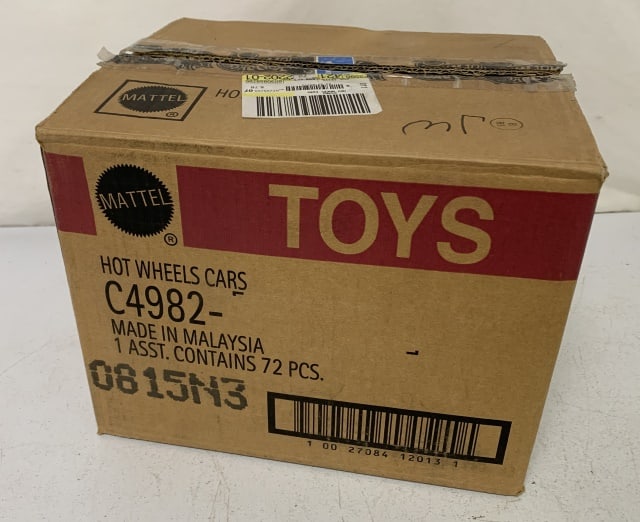 MATTEL
®
HO
MATTEL
®
TOYS
HOT WHEELS CARS
C4982-
MADE IN MALAYSIA
1 ASST. CONTAINS 72 PCS.
0815N3
1 00 27084 12013 1